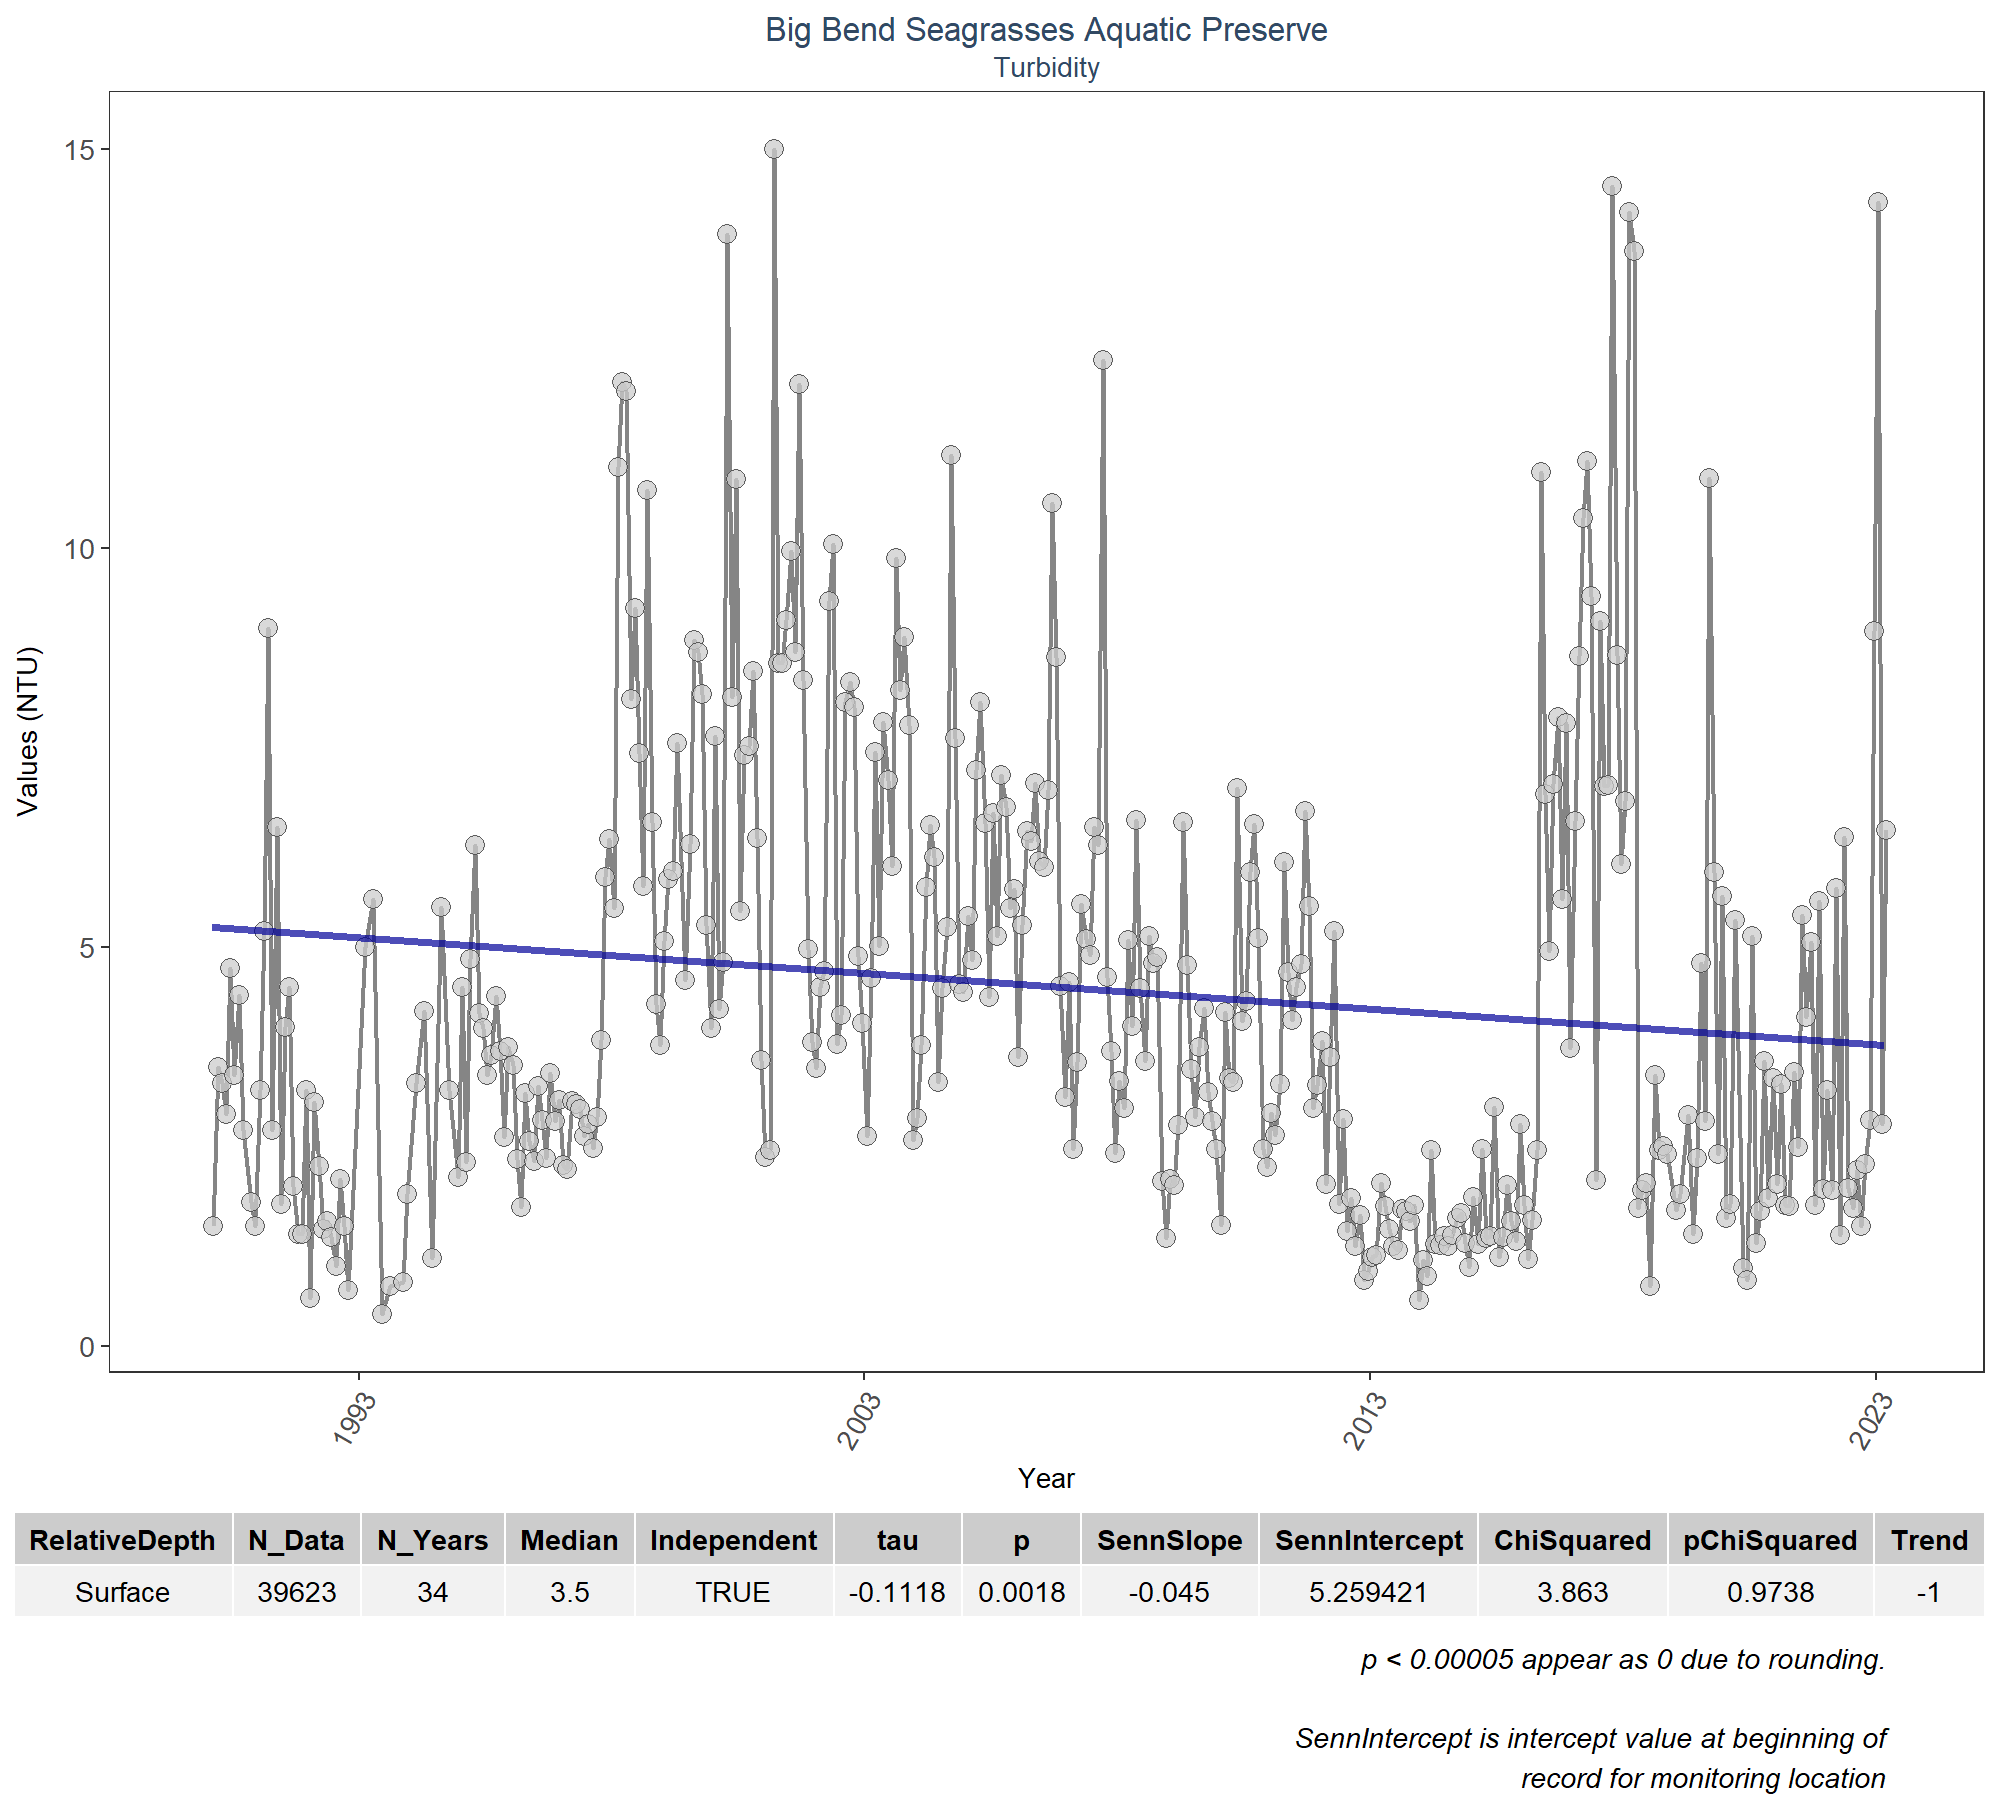 Big Bend Seagrasses Aquatic Preserve
Turbidity
Values (NTU)
15
10
5
0
1993
2003
2013
2023
Year
RelativeDepth N_Data N_Years Median Independent tau p SennSlope SennIntercept ChiSquared pChiSquared Trend
Surface 39623 34 3.5 TRUE -0.1118 0.0018 -0.045 5.259421 3.863 0.9738 -1
p < 0.00005 appear as 0 due to rounding.
SennIntercept is intercept value at beginning of
record for monitoring location